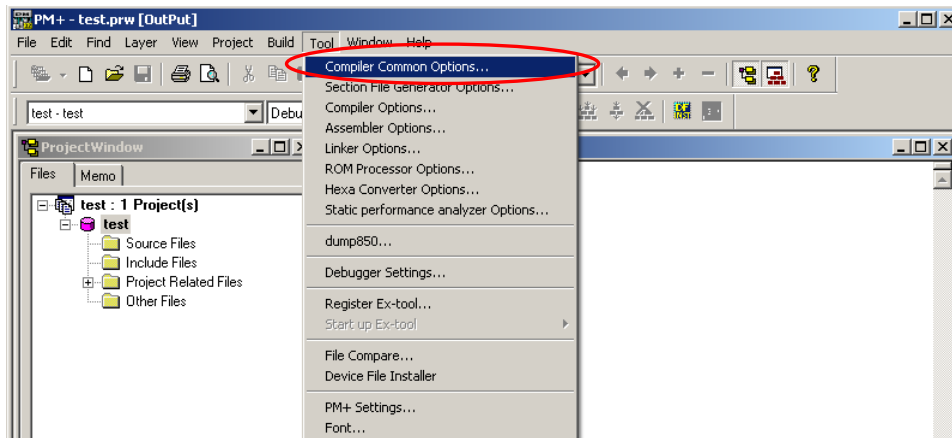 PM+ - test.prw [OutPut]
File Edit Find Layer View Project Build Tool Window Help
Compiler Common Options...
Section File Generator Options...
test - test
Debu
Compiler Options...
Assembler Options...
ProjectWindow
Linker Options...
Files Memo
ROM Processor Options...
Hexa Converter Options...
test : 1 Project(s)
Static performance analyzer Options...
test
Source Files
dump850...
Include Files
Debugger Settings...
Project Related Files
Other Files
Register Ex-tool...
Start up Ex-tool
File Compare...
Device File Installer
PM+ Settings...
Font...